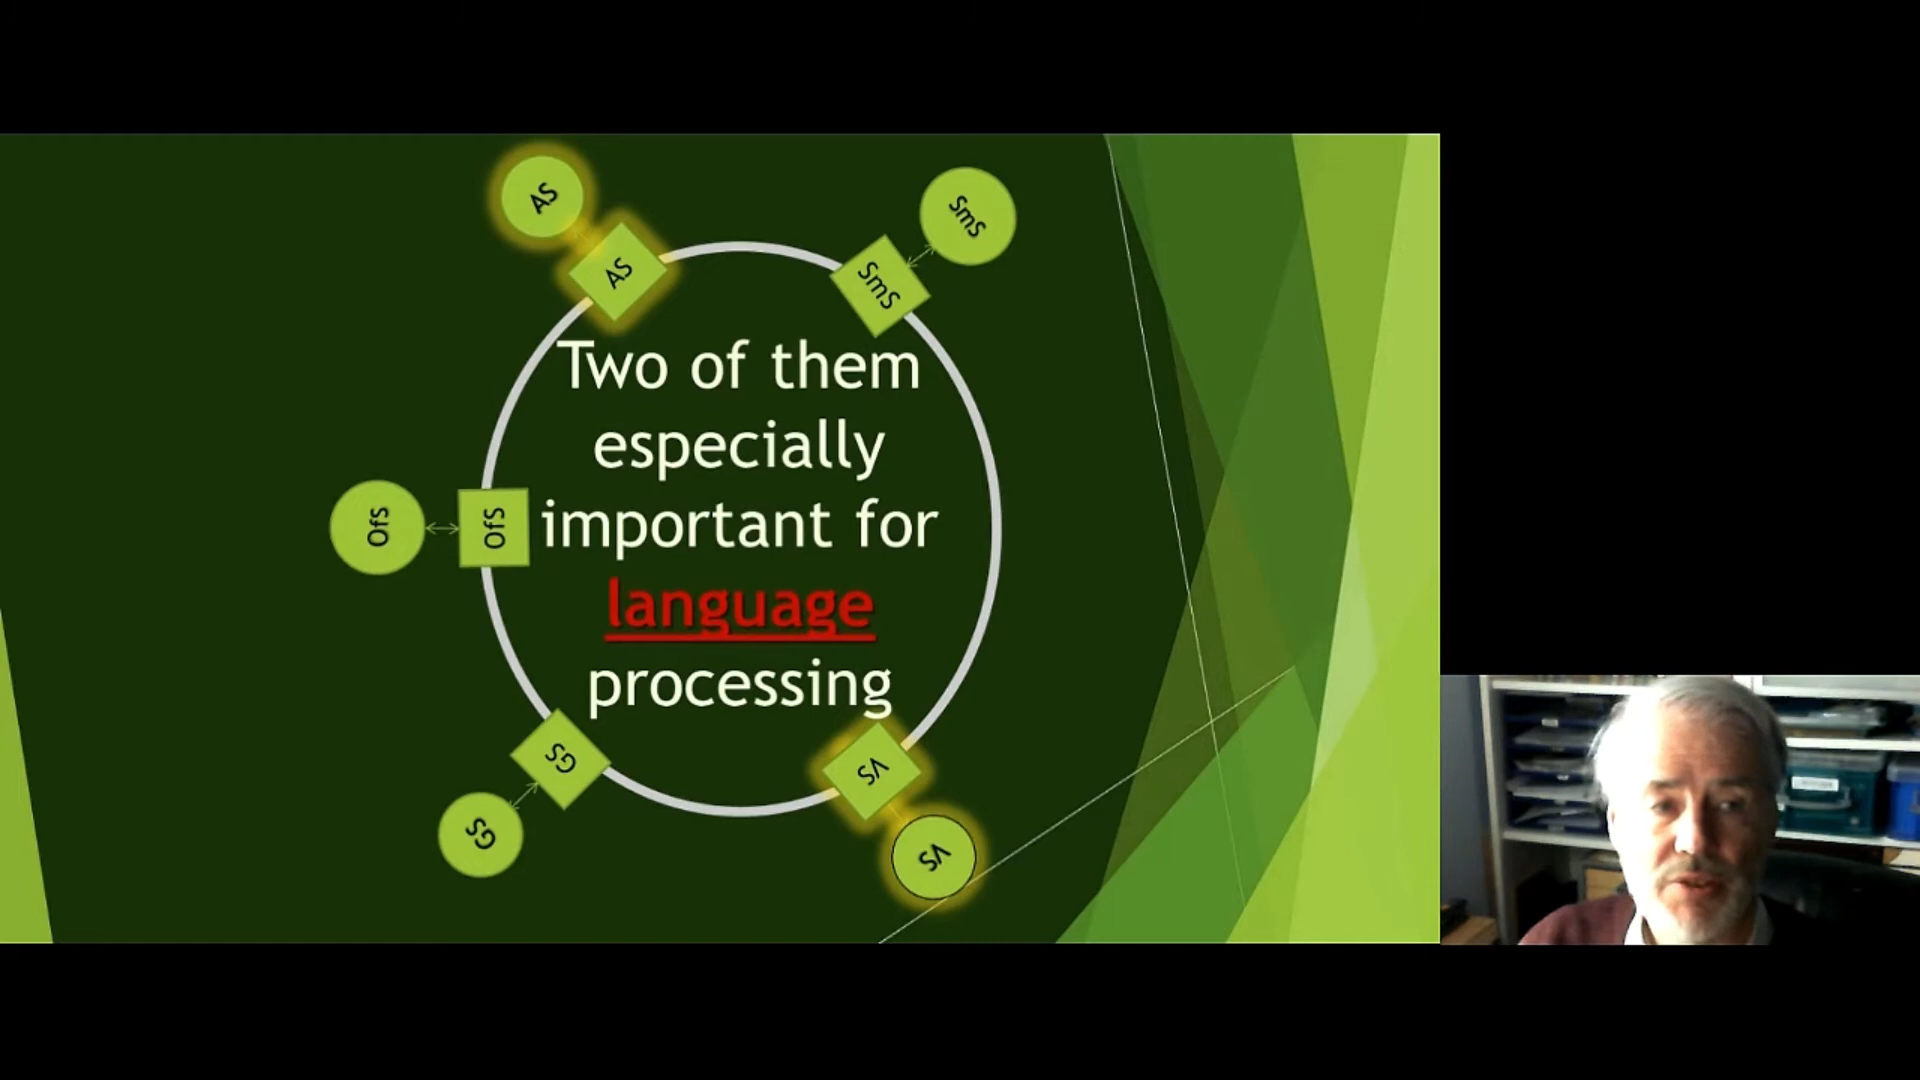 AS
SmS
AS
SmS
Two of them
especially
important for
language
processing
OfS
OfS
GS
VS
GS
VS